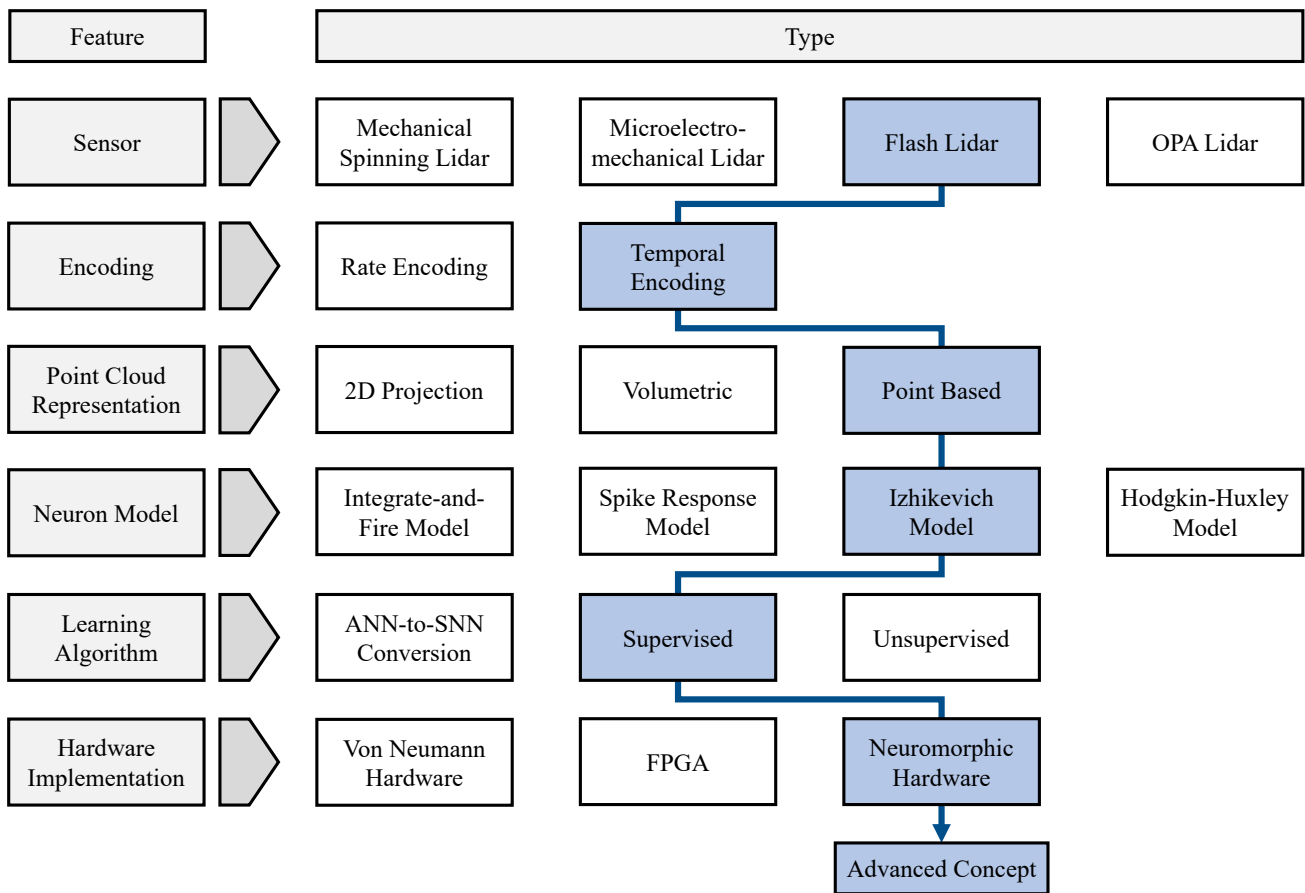 Feature
Type
Sensor
Mechanical
Spinning Lidar
Microelectro-
mechanical Lidar
Flash Lidar
OPA Lidar
Encoding
Rate Encoding
Temporal
Encoding
Point Cloud
Representation
2D Projection
Volumetric
Point Based
Neuron Model
Integrate-and-
Fire Model
Spike Response
Model
Izhikevich
Model
Hodgkin-Huxley
Model
Learning
Algorithm
ANN-to-SNN
Conversion
Supervised
Unsupervised
Hardware
Implementation
Von Neumann
Hardware
FPGA
Neuromorphic
Hardware
Advanced Concept